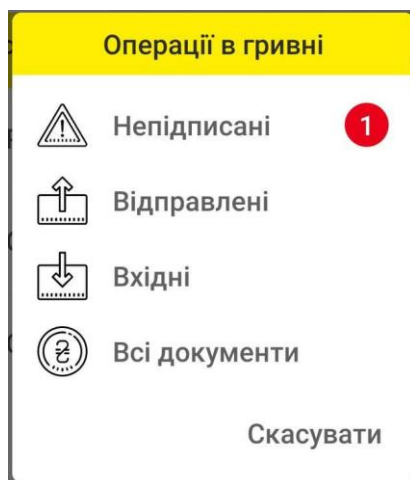 Операції в гривні
Непідписані 1
Відправлені
Вхідні
Всі документи
Скасувати